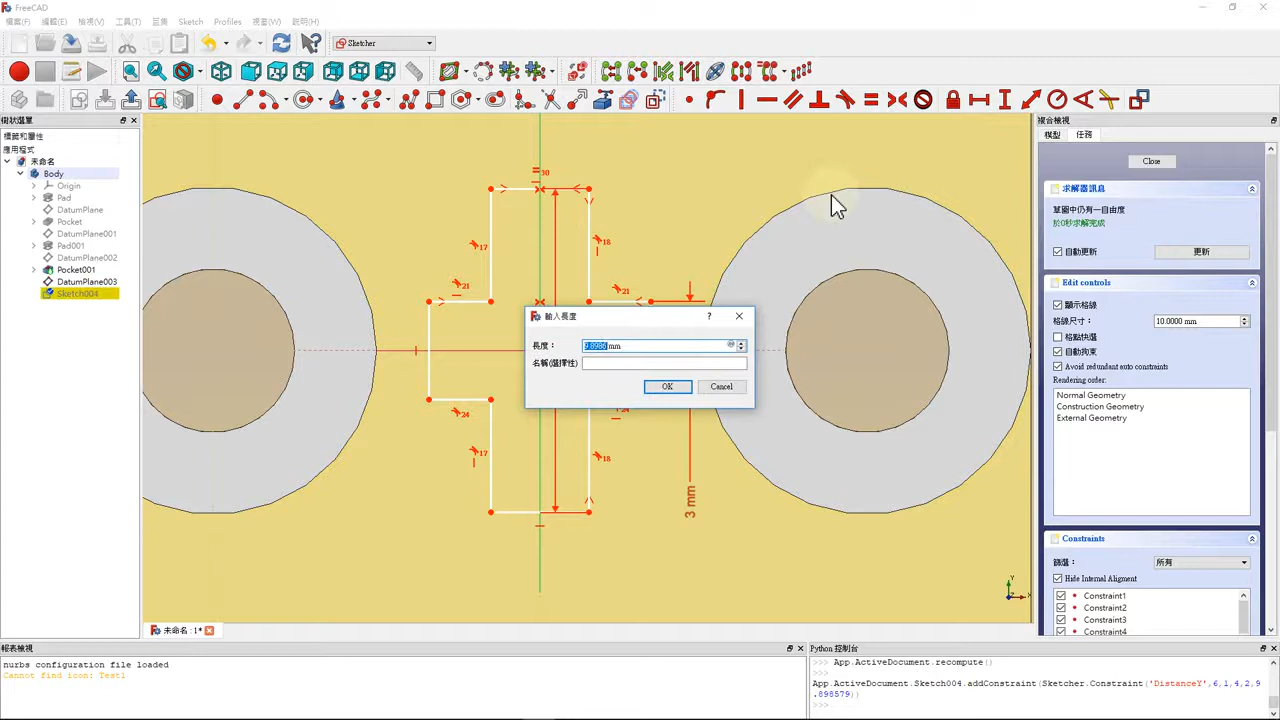 FreeCAD
檔案(F) 編輯(E) 檢視(V) 工具(T) 巨集 Sketch Profiles 視窗(W) 說明(H)
Sketcher
樹狀選單
標籤和屬性
應用程式
未命名
Body
Origin
Pad
DatumPlane
Pocket
DatumPlane001
Pad001
DatumPlane002
Pocket001
DatumPlane003
Sketch004
30
17
18
21
21
輸入長度
?
長度：
9.8986 mm
名稱(選擇性)
OK Cancel
24
24
17
18
3 mm
Y
未命名 : 1*
複合檢視
模型 任務
Close
求解器訊息
草圖中仍有一自由度
於0秒求解完成
自動更新 更新
Edit controls
顯示格線
格線尺寸： 10.0000 mm
格點快選
自動拘束
Avoid redundant auto constraints
Rendering order:
Normal Geometry
Construction Geometry
External Geometry
Constraints
篩選： 所有
Hide Internal Aligment
Constraint1
Constraint2
Constraint3
Constraint4
報表檢視
nurbs configuration file loaded
Cannot find icon: Test1
Python 控制台
>>> App.ActiveDocument.recompute()
>>>
App.ActiveDocument.Sketch004.addConstraint(Sketcher.Constraint('DistanceY',6,1,4,2,9
.898579))
>>>